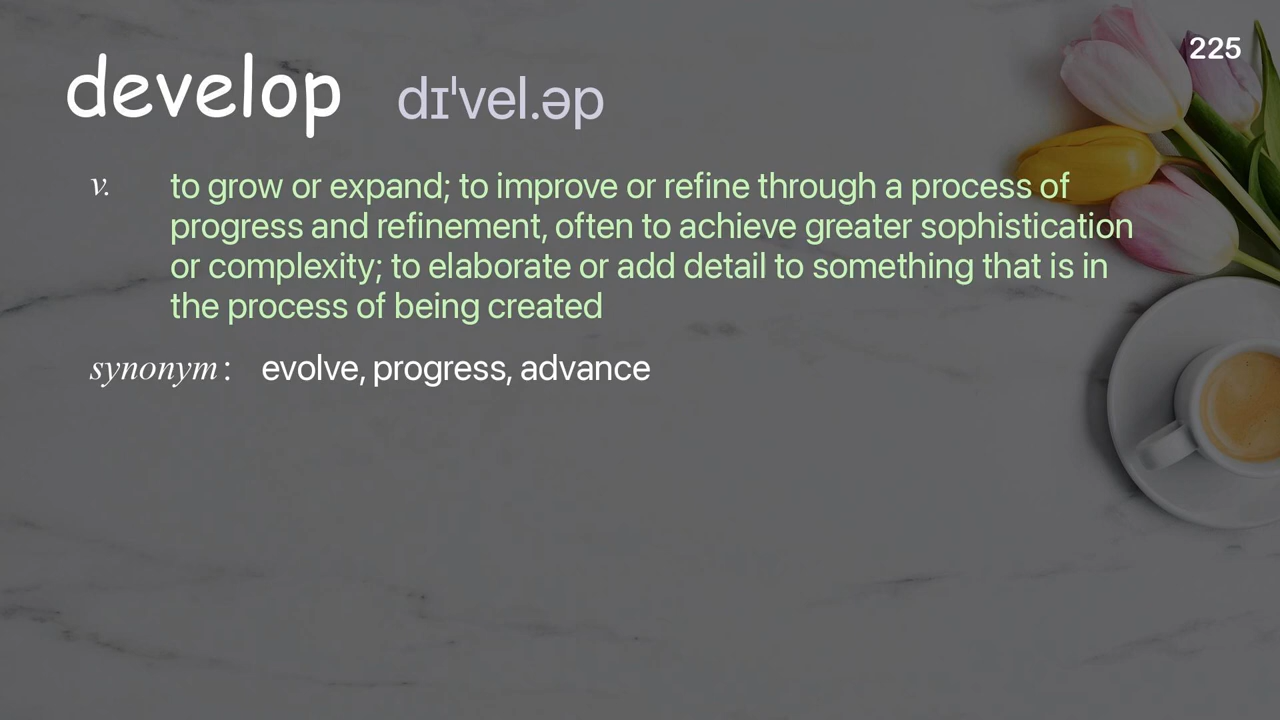 225
develop dɪˈvel.əp
v. to grow or expand; to improve or refine through a process of
progress and refinement, often to achieve greater sophistication
or complexity; to elaborate or add detail to something that is in
the process of being created
synonym: evolve, progress, advance